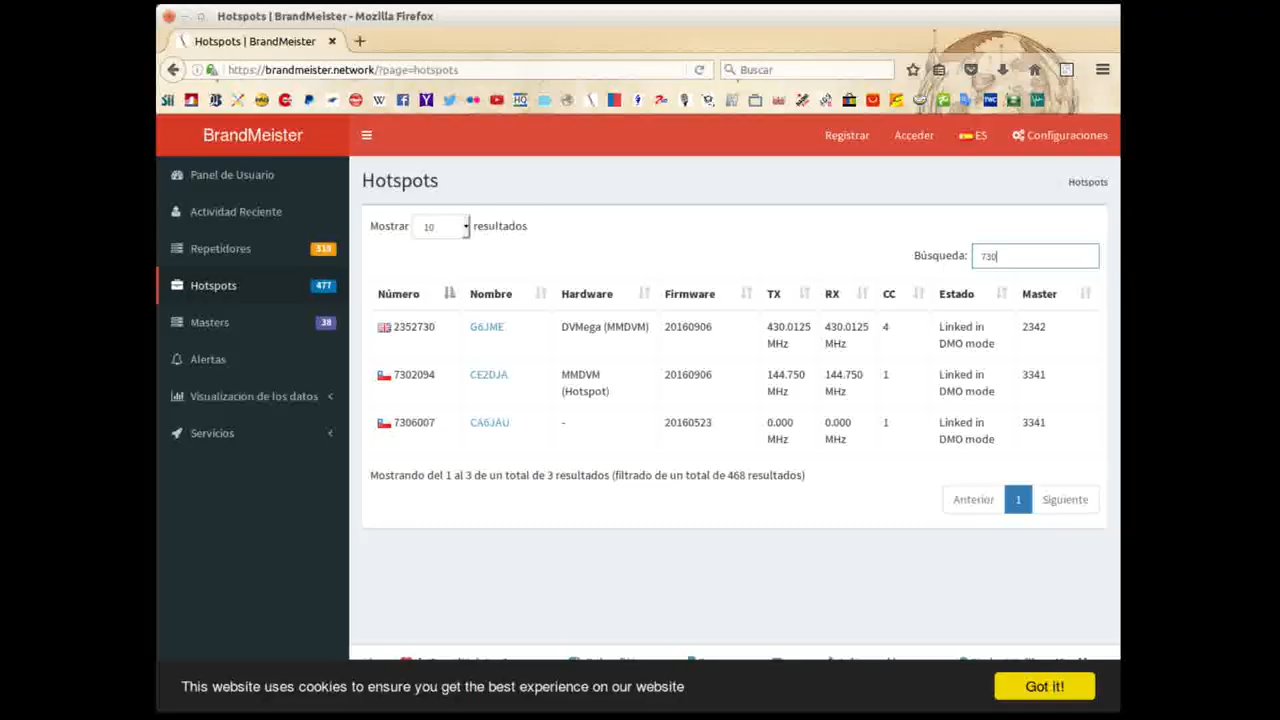 Hotspots | BrandMeister - Mozilla Firefox
Hotspots | BrandMeister
https://brandmeister.network/?page=hotspots
Buscar
BrandMeister
Registrar Acceder ES Configuraciones
Panel de Usuario
Actividad Reciente
Repetidores
Hotspots 477
Masters 38
Alertas
Visualización de los datos
Servicios
Hotspots
Hotspots
Mostrar 10 resultados
Búsqueda: 730
Número Nombre Hardware Firmware TX RX CC Estado Master
2352730 G6JME DVMega (MMDVM) 20160906 430.0125 MHz 430.0125 MHz 4 Linked in DMO mode 2342
7302094 CE2DJA MMDVM (Hotspot) 20160906 144.750 MHz 144.750 MHz 1 Linked in DMO mode 3341
7306007 CA6JAU - 20160523 0.000 MHz 0.000 MHz 1 Linked in DMO mode 3341
Mostrando del 1 al 3 de un total de 3 resultados (filtrado de un total de 468 resultados)
Anterior 1 Siguiente
This website uses cookies to ensure you get the best experience on our website
Got it!